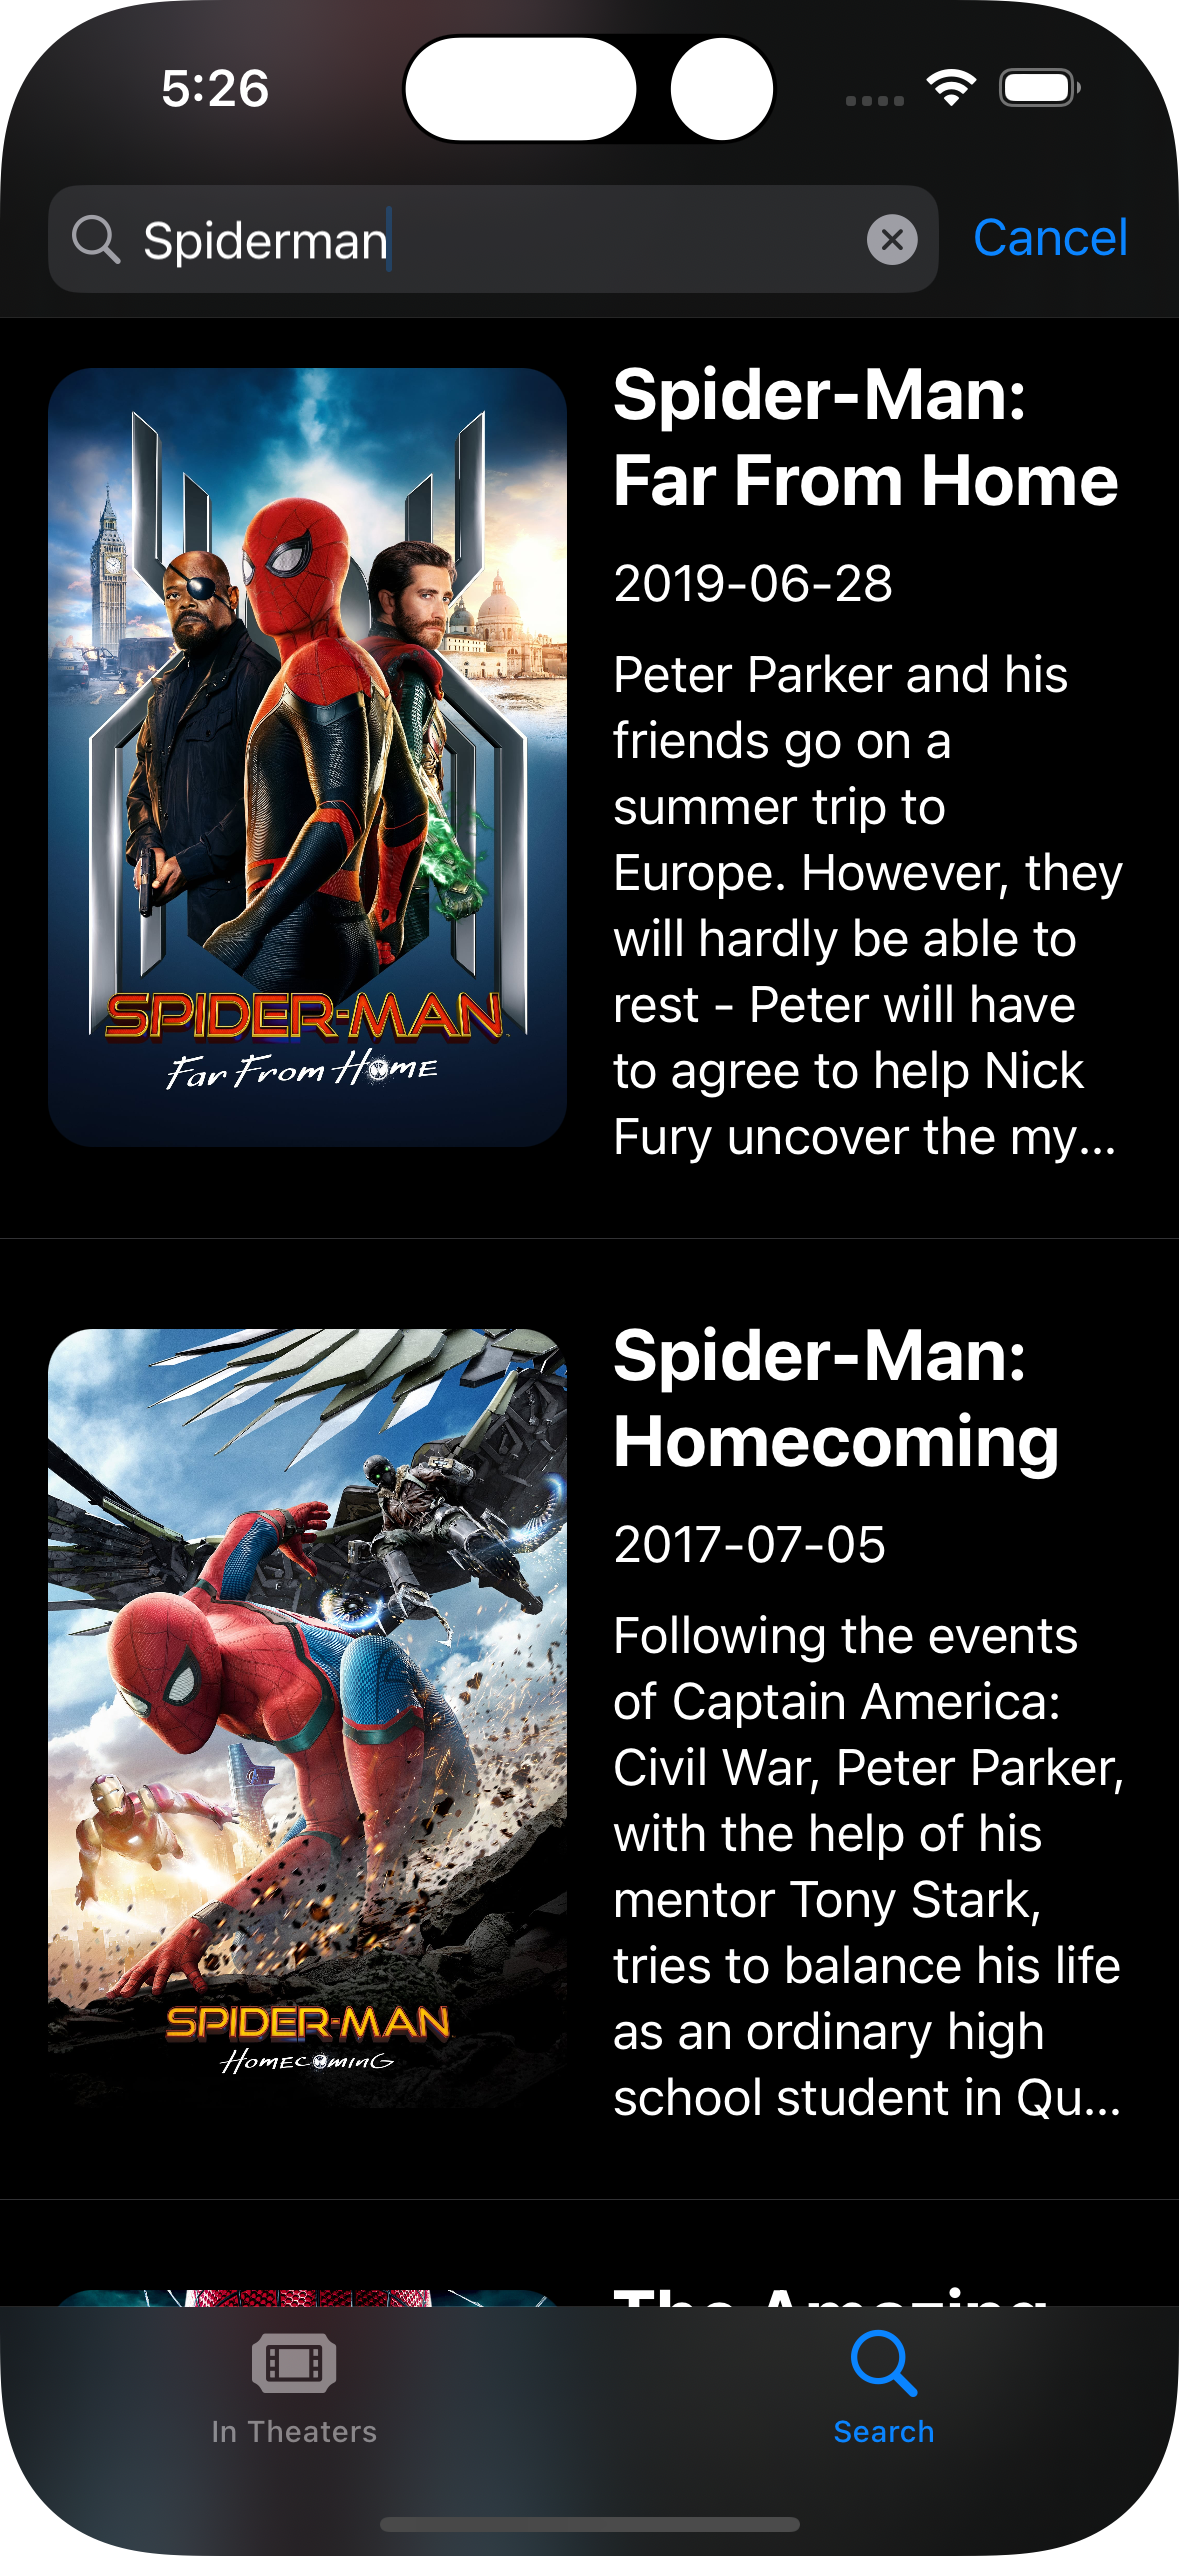 5:26
Spiderman
Cancel
SPIDER-MAN
Far From Home
Spider-Man:
Far From Home
2019-06-28
Peter Parker and his
friends go on a
summer trip to
Europe. However, they
will hardly be able to
rest - Peter will have
to agree to help Nick
Fury uncover the my...
SPIDER-MAN
HOMECOMING
Spider-Man:
Homecoming
2017-07-05
Following the events
of Captain America:
Civil War, Peter Parker,
with the help of his
mentor Tony Stark,
tries to balance his life
as an ordinary high
school student in Qu...
The Amazing
In Theaters
Search